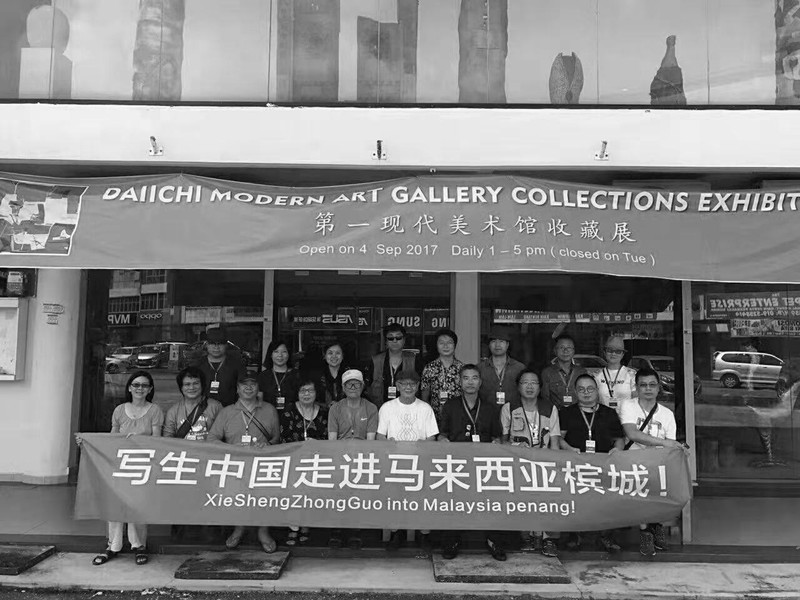 DAIICHI MODERN ART GALLERY COLLECTIONS EXHIBIT
第一现代美术馆收藏展
Open on 4 Sep 2017 Daily 1 – 5 pm ( closed on Tue )
写生中国走进马来西亚槟城！
XieShengZhongGuo into Malaysia penang!